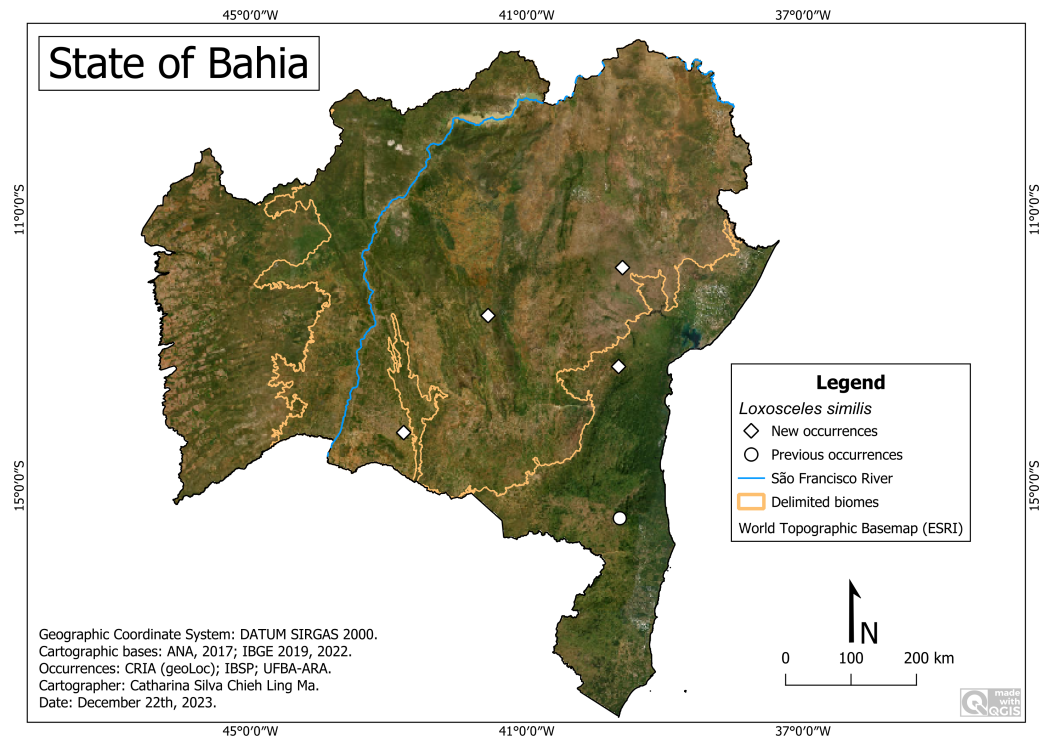 45°0′0″W 41°0′0″W 37°0′0″W
State of Bahia
11°0′0″S 11°0′0″S
15°0′0″S 15°0′0″S
Legend
Loxosceles similis
New occurrences
Previous occurrences
São Francisco River
Delimited biomes
World Topographic Basemap (ESRI)
N
0 100 200 km
Geographic Coordinate System: DATUM SIRGAS 2000.
Cartographic bases: ANA, 2017; IBGE 2019, 2022.
Occurrences: CRIA (geoLoc); IBSP; UFBA-ARA.
Cartographer: Catharina Silva Chieh Ling Ma.
Date: December 22th, 2023.
made
with
QGIS
45°0′0″W 41°0′0″W 37°0′0″W